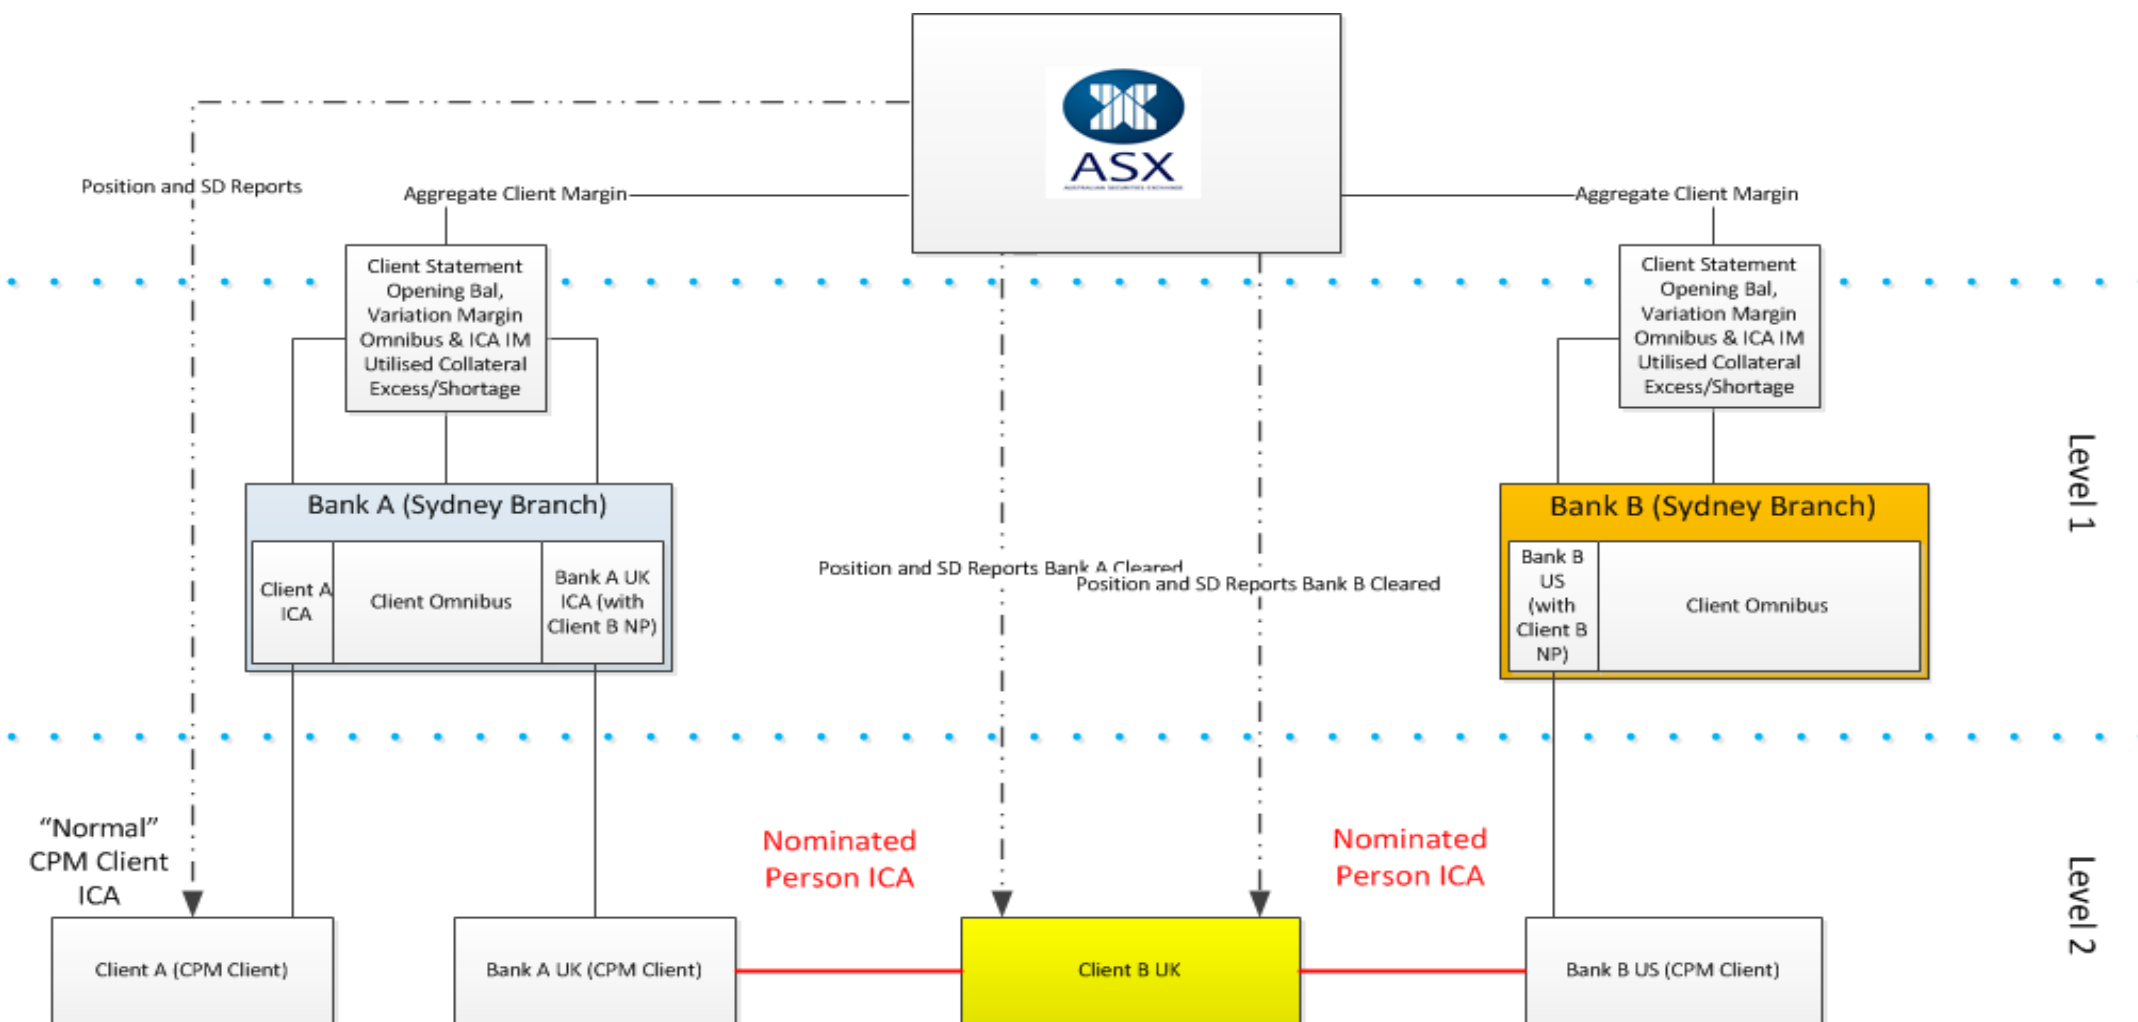 ASX
AUSTRALIAN SECURITIES EXCHANGE
Position and SD Reports
Aggregate Client Margin
Aggregate Client Margin
Client Statement
Opening Bal,
Variation Margin
Omnibus & ICA IM
Utilised Collateral
Excess/Shortage
Client Statement
Opening Bal,
Variation Margin
Omnibus & ICA IM
Utilised Collateral
Excess/Shortage
Level 1
Bank A (Sydney Branch)
Client A
ICA
Client Omnibus
Bank A UK
ICA (with
Client B NP)
Position and SD Reports Bank A Cleared
Position and SD Reports Bank B Cleared
Bank B (Sydney Branch)
Bank B
US
(with
Client B
NP)
Client Omnibus
"Normal"
CPM Client
ICA
Nominated
Person ICA
Nominated
Person ICA
Level 2
Client A (CPM Client)
Bank A UK (CPM Client)
Client B UK
Bank B US (CPM Client)